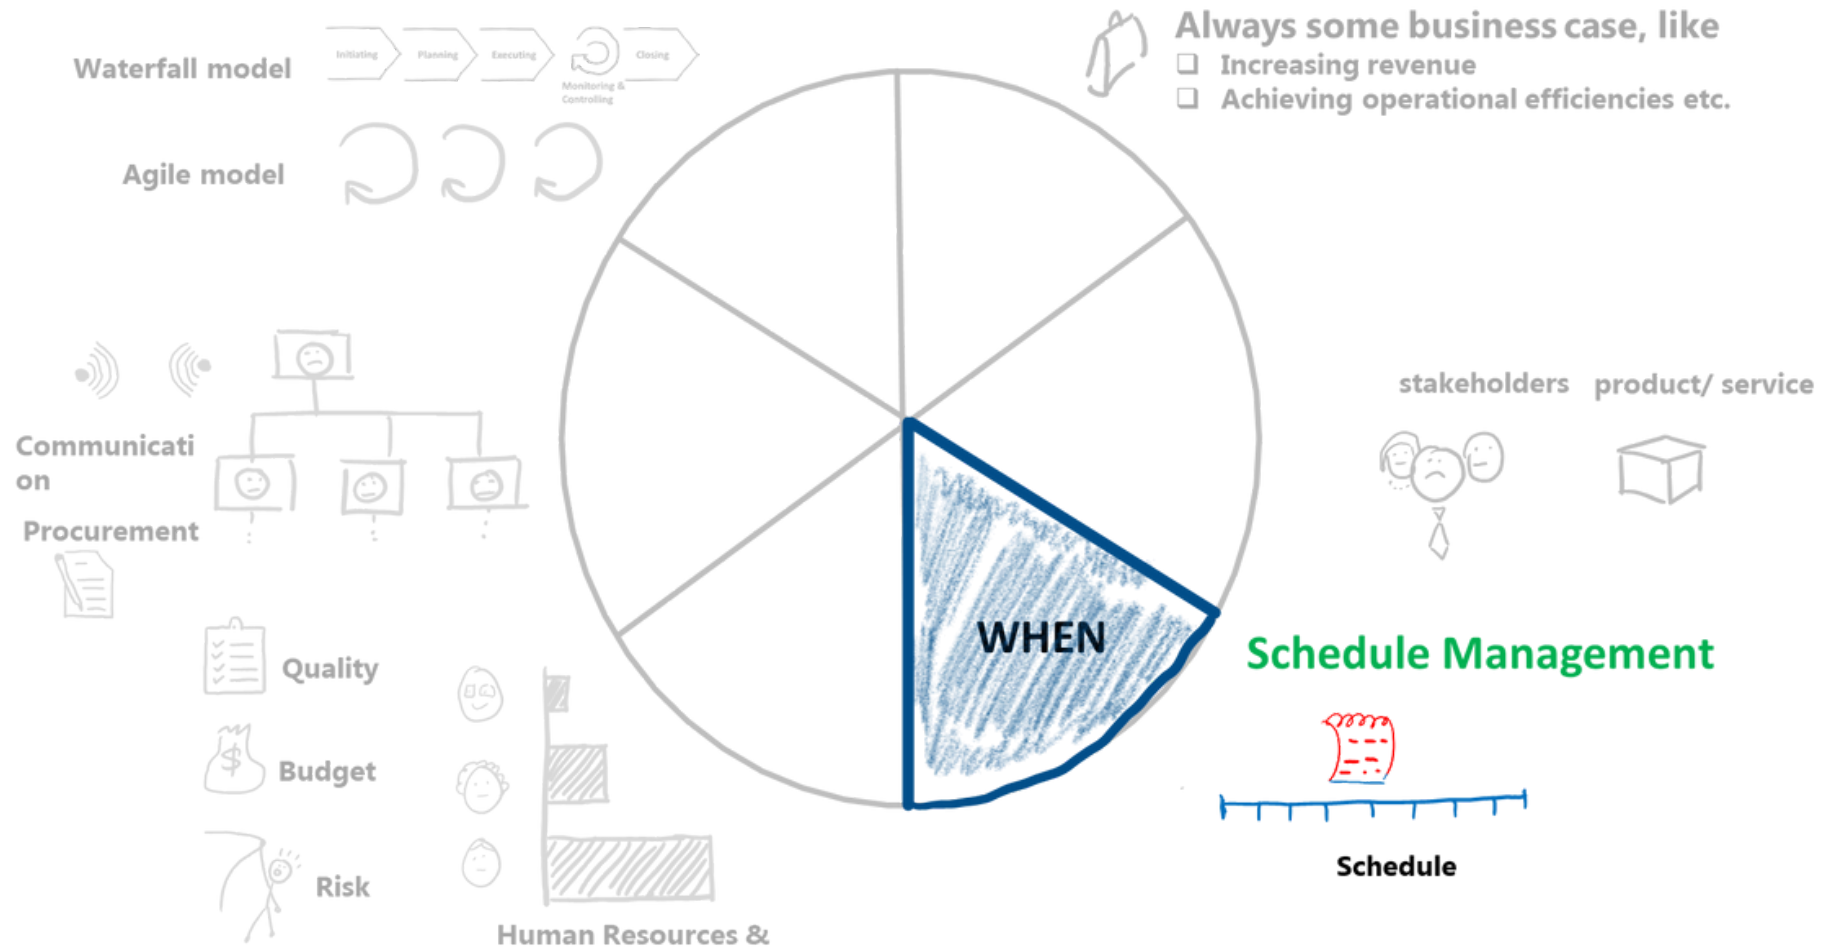 Waterfall model
Initiating
Planning
Executing
Monitoring &
Controlling
Closing
Agile model
Always some business case, like
❑ Increasing revenue
❑ Achieving operational efficiencies etc.
stakeholders
product/ service
Communicati
on
Procurement
WHEN
Schedule Management
Schedule
Quality
$
Budget
Risk
Human Resources &